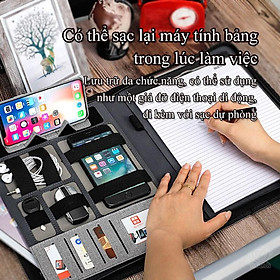 Có thể sạc lại máy tính bảng
trong lúc làm việc
Lưu trữ đa chức năng, có thể sử dụng
như một giá đỡ điện thoại di động,
đi kèm với sạc dự phòng